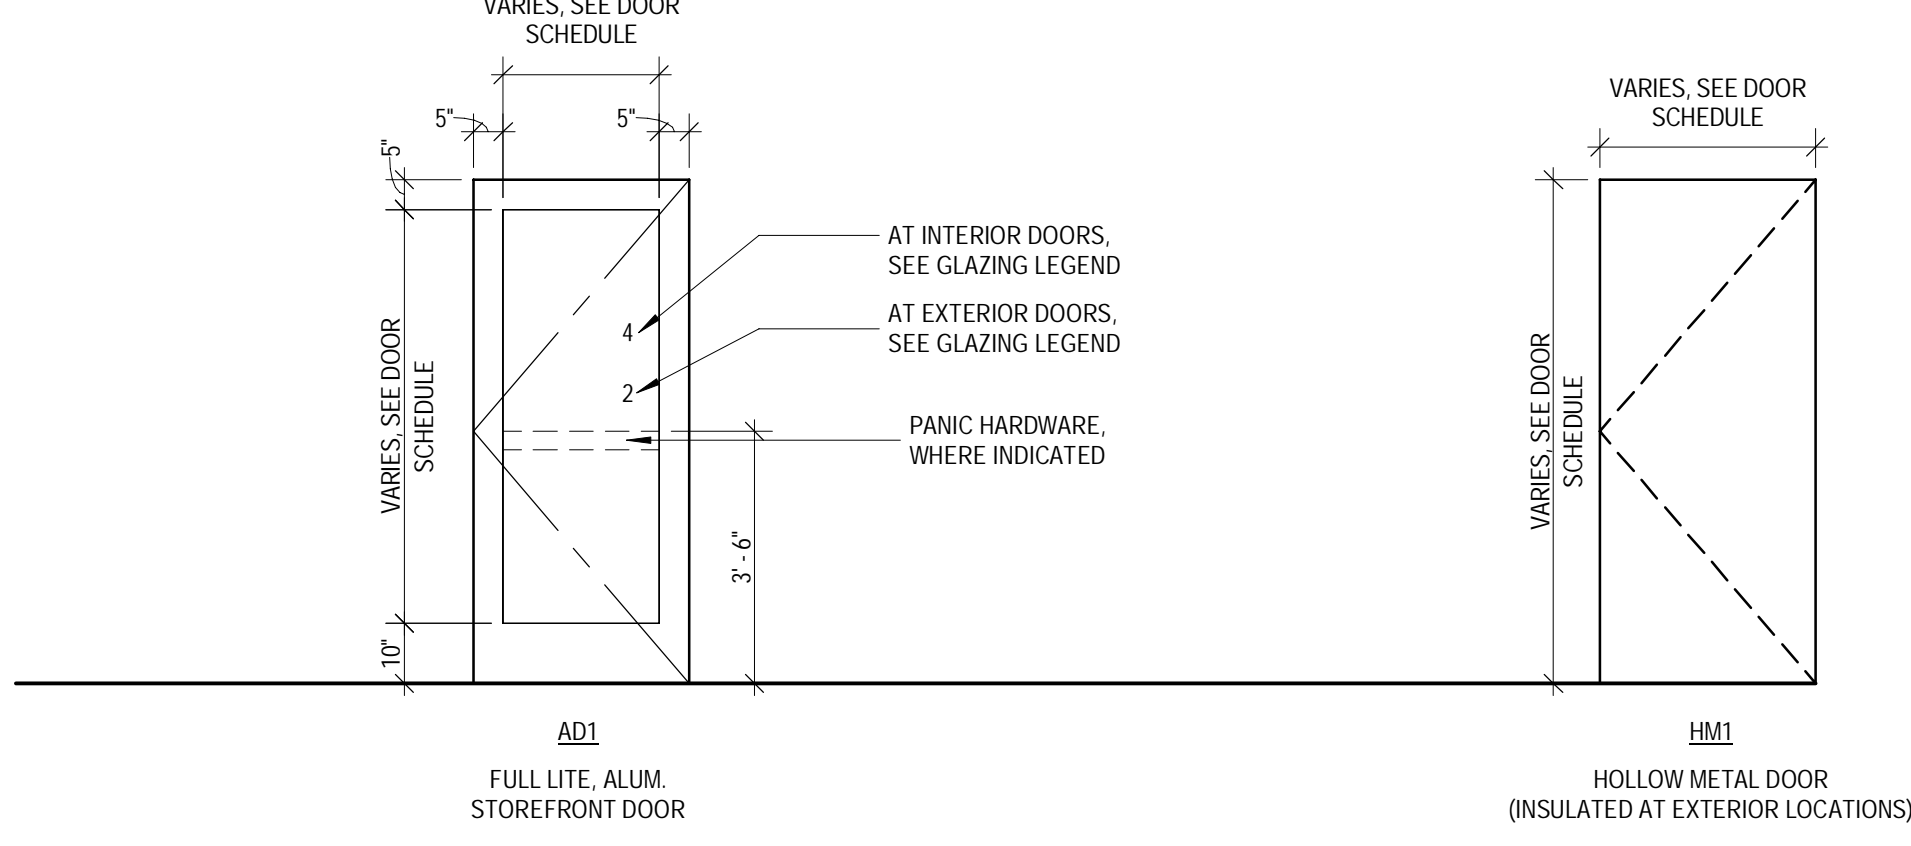 VARIES, SEE DOOR
SCHEDULE
5"
5"
5"
VARIES, SEE DOOR
SCHEDULE
10"
AT INTERIOR DOORS,
SEE GLAZING LEGEND
4
AT EXTERIOR DOORS,
SEE GLAZING LEGEND
2
PANIC HARDWARE,
WHERE INDICATED
3' - 6"
AD1
FULL LITE, ALUM.
STOREFRONT DOOR
VARIES, SEE DOOR
SCHEDULE
VARIES, SEE DOOR
SCHEDULE
HM1
HOLLOW METAL DOOR
(INSULATED AT EXTERIOR LOCATIONS)